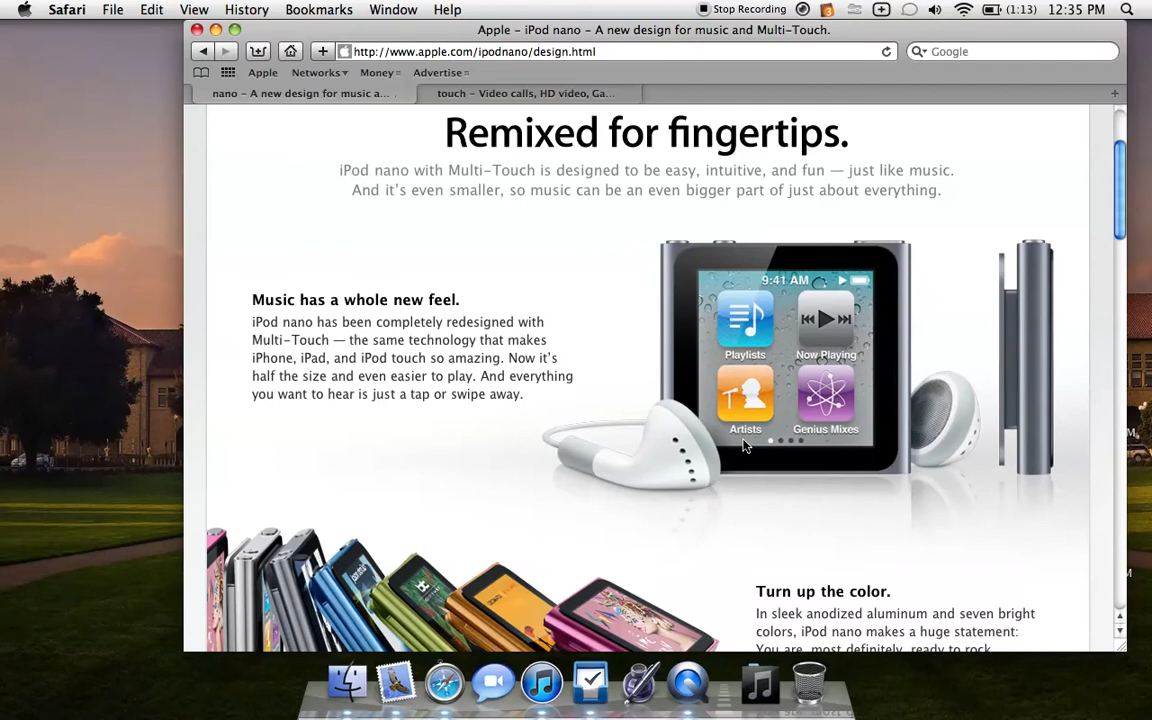 Safari File Edit View History Bookmarks Window Help Stop Recording (1:13) 12:35 PM
Apple – iPod nano – A new design for music and Multi-Touch.
http://www.apple.com/ipodnano/design.html Google
Apple Networks Money Advertise
nano – A new design for music a... touch – Video calls, HD video, Ga...
Remixed for fingertips.
iPod nano with Multi-Touch is designed to be easy, intuitive, and fun — just like music.
And it's even smaller, so music can be an even bigger part of just about everything.
9:41 AM
Playlists Now Playing
Artists Genius Mixes
Music has a whole new feel.
iPod nano has been completely redesigned with
Multi-Touch — the same technology that makes
iPhone, iPad, and iPod touch so amazing. Now it's
half the size and even easier to play. And everything
you want to hear is just a tap or swipe away.
Turn up the color.
In sleek anodized aluminum and seven bright
colors, iPod nano makes a huge statement:
You are, most definitely, ready to rock.